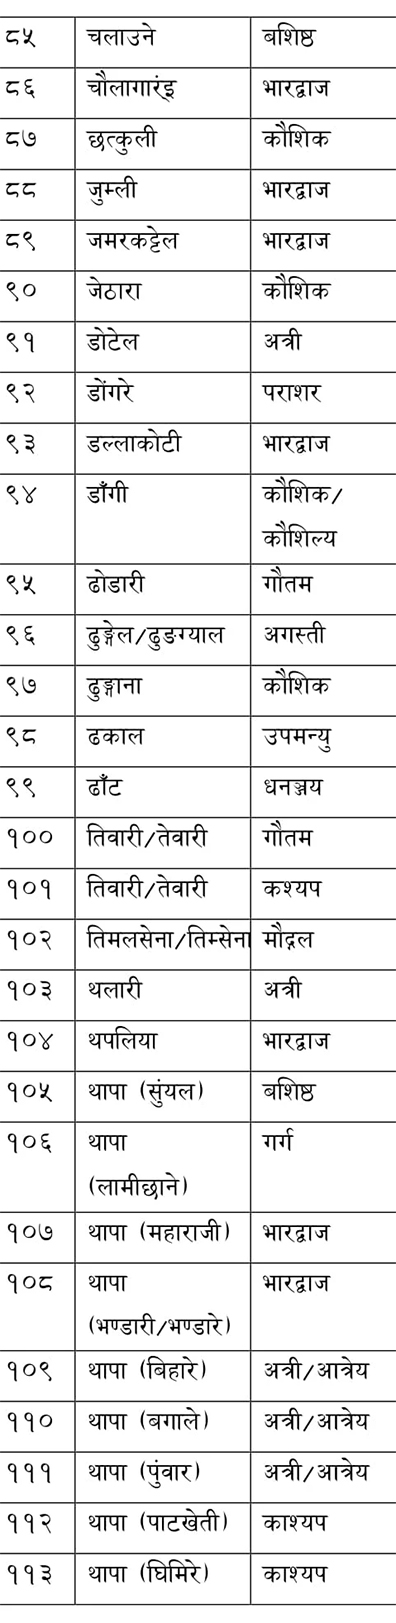 ८५ चलाउने बशिष्ठ
८६ चौलागारंइ भारद्वाज
८७ छत्कुली कौशिक
८८ जुम्ली भारद्वाज
८९ जमरकट्टेल भारद्वाज
९० जेठारा कौशिक
९१ डोटेल अत्री
९२ डोंगरे पराशर
९३ डल्लाकोटी भारद्वाज
९४ डाँगी कौशिक/
कौशिल्य
९५ ढोडारी गौतम
९६ ढुङ्गेल/ढुङग्याल अगस्ती
९७ ढुङ्गाना कौशिक
९८ ढकाल उपमन्यु
९९ ढाँट धनञ्जय
१०० तिवारी/तेवारी गौतम
१०१ तिवारी/तेवारी कश्यप
१०२ तिमलसेना/तिम्सेना मौद्गल
१०३ थलारी अत्री
१०४ थपलिया भारद्वाज
१०५ थापा (सुंयल) बशिष्ठ
१०६ थापा गर्ग
(लामीछाने)
१०७ थापा (महाराजी) भारद्वाज
१०८ थापा भारद्वाज
(भण्डारी/भण्डारे)
१०९ थापा (बिहारे) अत्री/आत्रेय
११० थापा (बगाले) अत्री/आत्रेय
१११ थापा (पुंवार) अत्री/आत्रेय
११२ थापा (पाटखेती) काश्यप
११३ थापा (घिमिरे) काश्यप